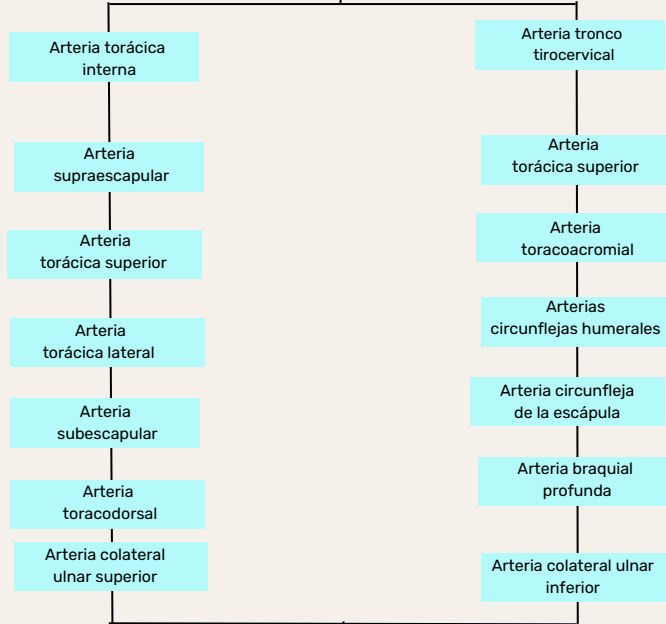 Arteria torácica
interna
Arteria
supraescapular
Arteria
torácica superior
Arteria
torácica lateral
Arteria
subescapular
Arteria
toracodorsal
Arteria colateral
ulnar superior
Arteria tronco
tirocervical
Arteria
torácica superior
Arteria
toracoacromial
Arterias
circunflejas humerales
Arteria circunfleja
de la escápula
Arteria braquial
profunda
Arteria colateral ulnar
inferior